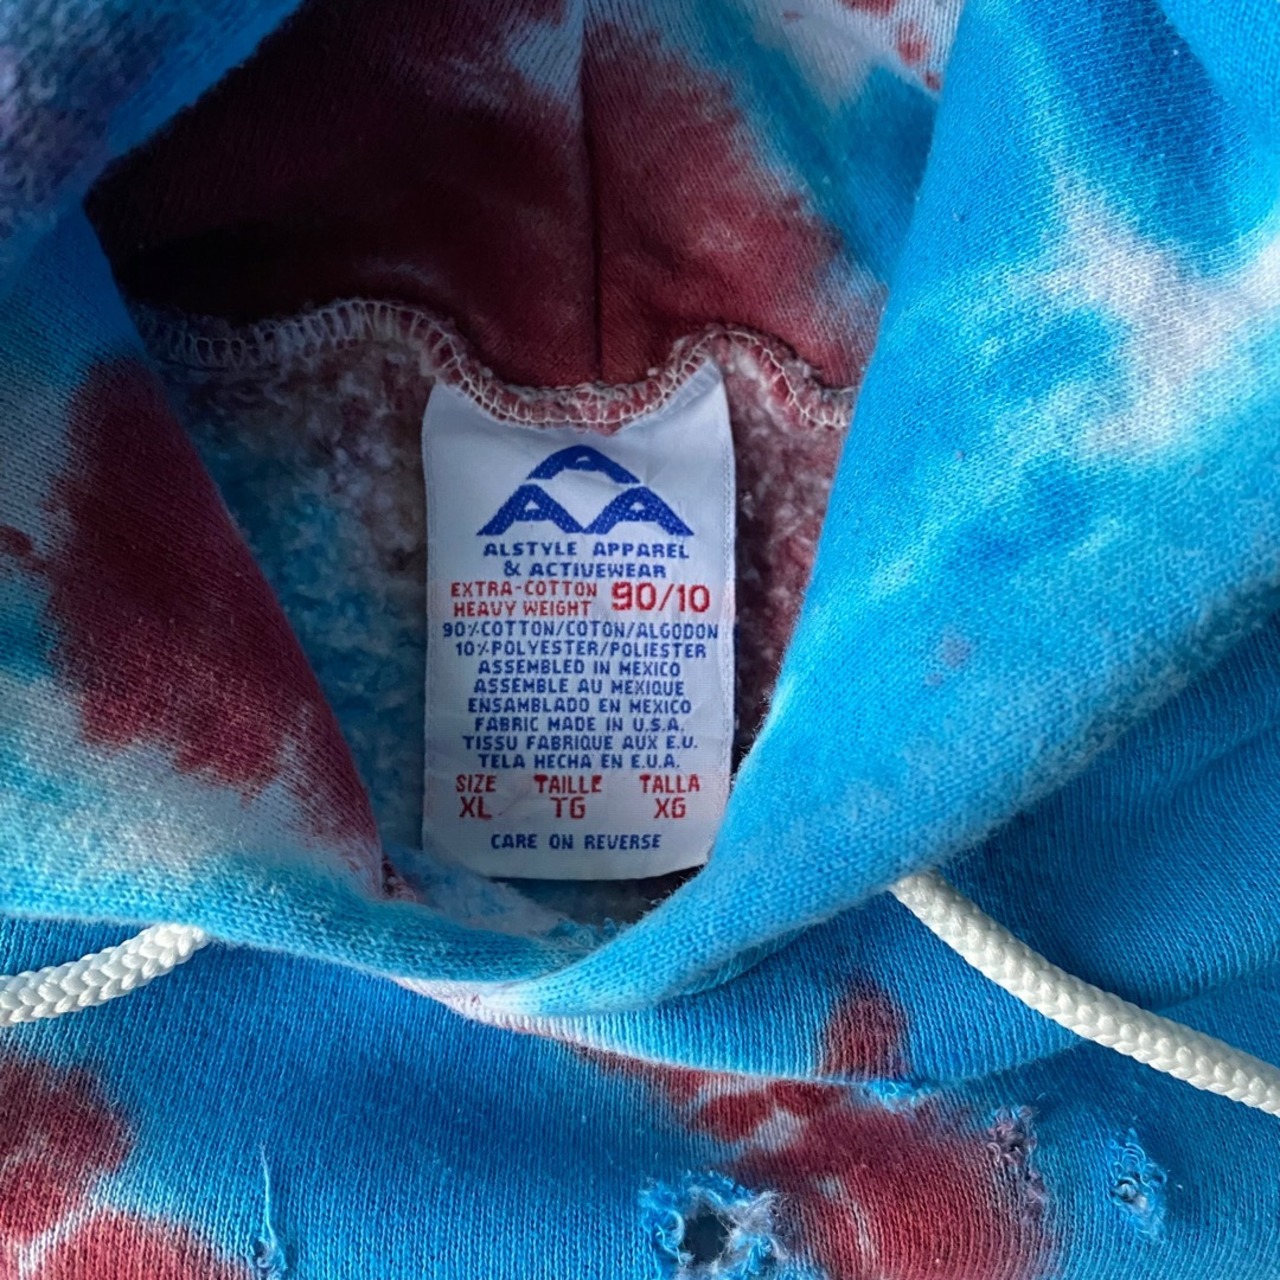 AAA
ALSTYLE APPAREL
& ACTIVEWEAR
EXTRA-COTTON
HEAVY WEIGHT 90/10
90%COTTON/COTON/ALGODON
10%POLYESTER/POLIESTER
ASSEMBLED IN MEXICO
ASSEMBLE AU MEXIQUE
ENSAMBLADO EN MEXICO
FABRIC MADE IN U.S.A.
TISSU FABRIQUE AUX E.U.
TELA HECHA EN E.U.A.
SIZE TAILLE TALLA
XL TG XG
CARE ON REVERSE